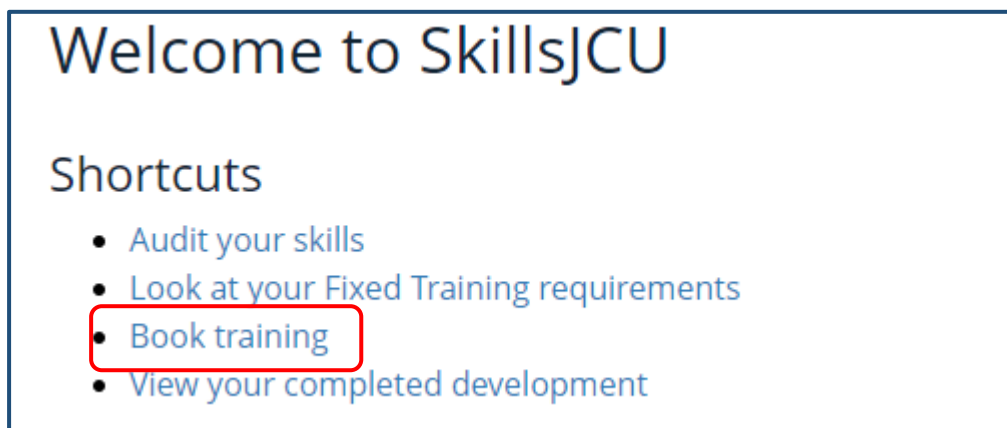 Welcome to SkillsJCU
Shortcuts
Audit your skills
Look at your Fixed Training requirements
Book training
View your completed development